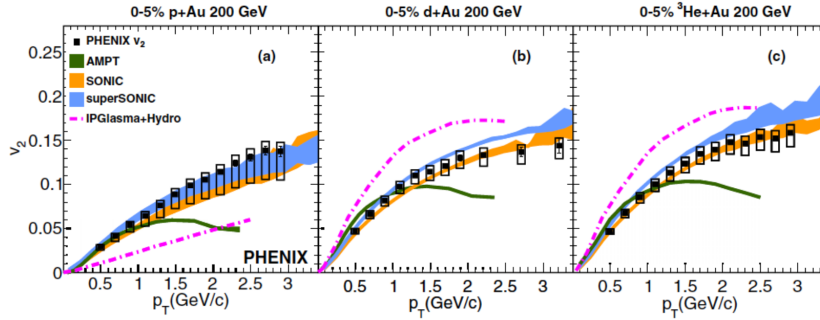 0-5% p+Au 200 GeV
0-5% d+Au 200 GeV
0-5% ³He+Au 200 GeV
0.25
0.2
0.15
0.1
0.05
0
v₂
PHENIX v₂
AMPT
SONIC
superSONIC
IPGlasma+Hydro
(a)
(b)
(c)
PHENIX
0.5 1 1.5 2 2.5 3
0.5 1 1.5 2 2.5 3
0.5 1 1.5 2 2.5 3
p_T(GeV/c)
p_T(GeV/c)
p_T(GeV/c)